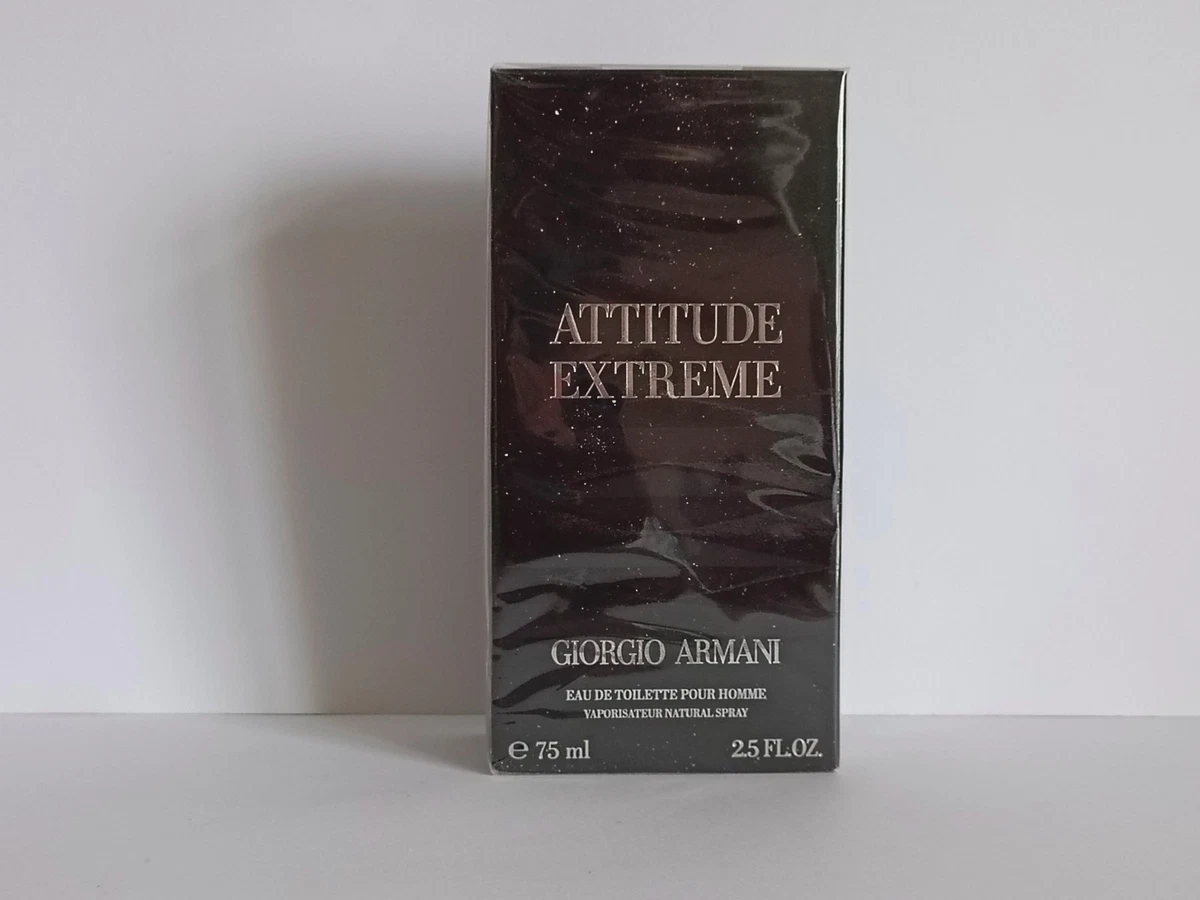 ATTITUDE
EXTREME
GIORGIO ARMANI
EAU DE TOILETTE POUR HOMME
VAPORISATEUR NATURAL SPRAY
℮ 75 ml 2.5 FL.OZ.